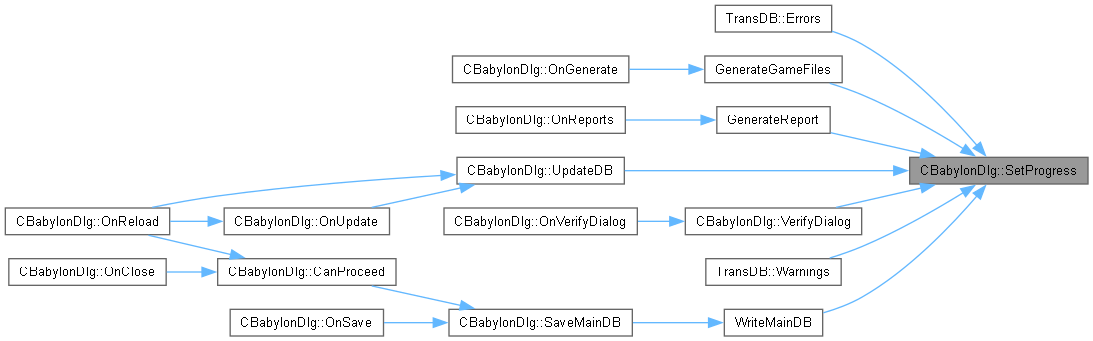 TransDB::Errors
CBabylonDlg::OnGenerate
GenerateGameFiles
CBabylonDlg::OnReports
GenerateReport
CBabylonDlg::UpdateDB
CBabylonDlg::SetProgress
CBabylonDlg::OnReload
CBabylonDlg::OnUpdate
CBabylonDlg::OnVerifyDialog
CBabylonDlg::VerifyDialog
CBabylonDlg::OnClose
CBabylonDlg::CanProceed
TransDB::Warnings
CBabylonDlg::OnSave
CBabylonDlg::SaveMainDB
WriteMainDB